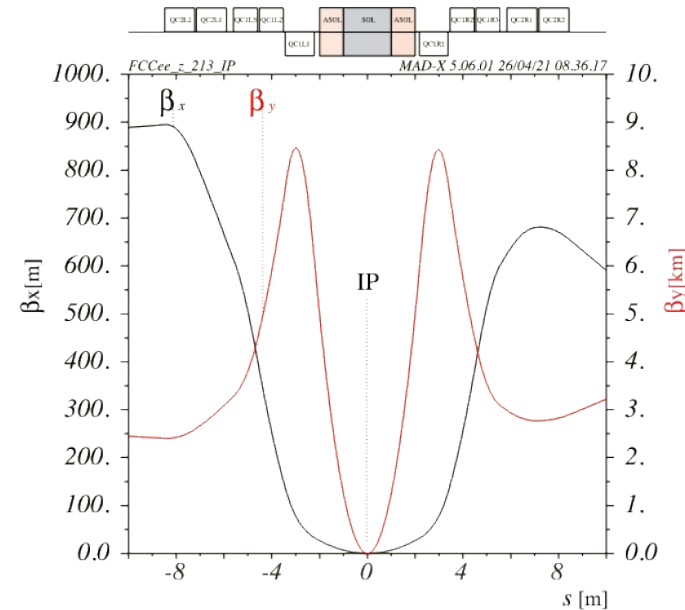 QC2L2 QC2L1 QC1L3 QC1L2 ASOL SOL ASOL QC1R2 QC1R3 QC2R1 QC2R2
QC1L1 QC1R1
FCCee_z_213_IP MAD-X 5.06.01 26/04/21 08.36.17
1000. 10.
βx βy
900. 9.
800. 8.
700. 7.
600. 6.
IP
βx[m] βy[km]
500. 5.
400. 4.
300. 3.
200. 2.
100. 1.
0.0 0.0
-8 -4 0 4 8
s [m]